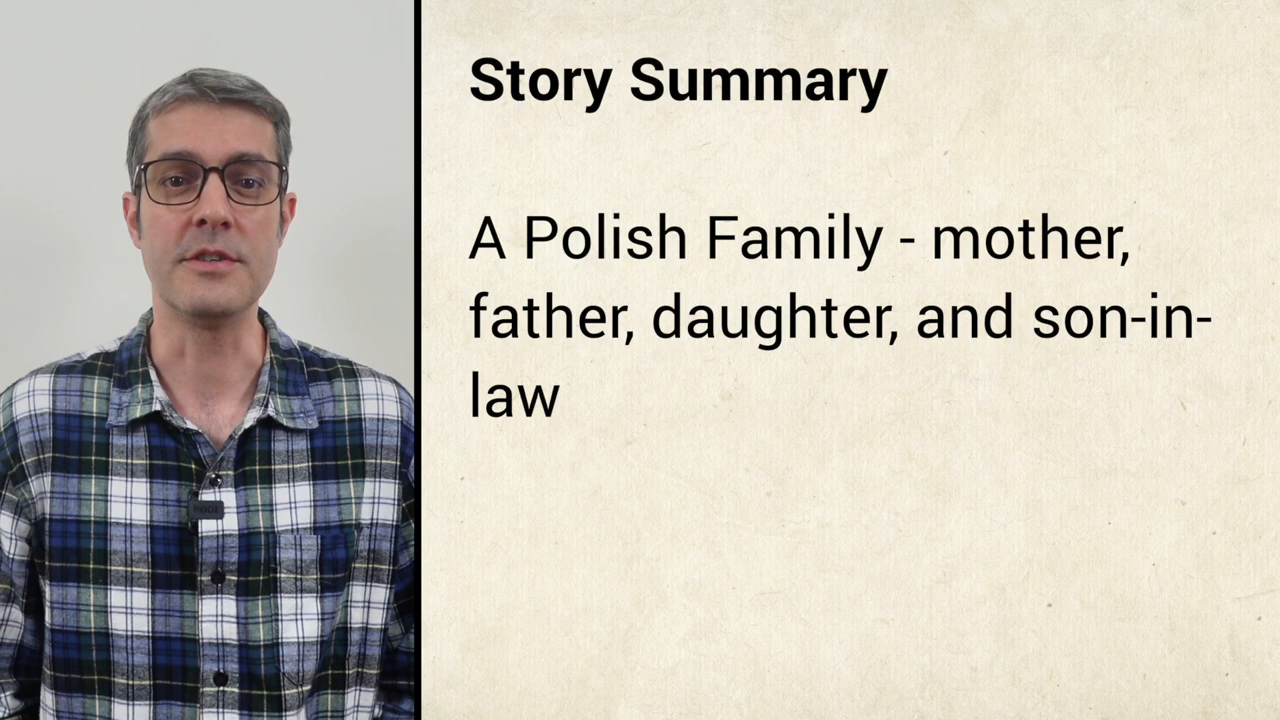 Story Summary
A Polish Family - mother,
father, daughter, and son-in-
law